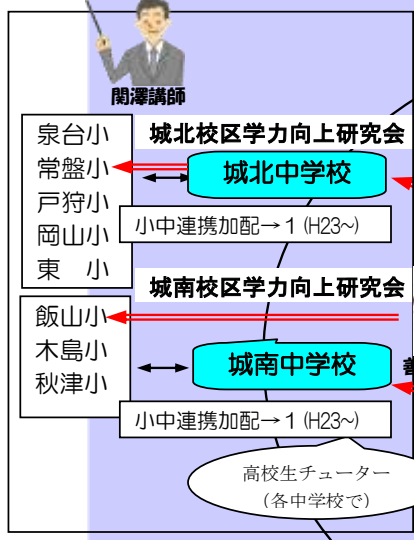 関澤講師
城北校区学力向上研究会
泉台小
常盤小
戸狩小
岡山小
東　小
城北中学校
小中連携加配→1 (H23~)
城南校区学力向上研究会
飯山小
木島小
秋津小
城南中学校
小中連携加配→1 (H23~)
高校生チューター
（各中学校で）